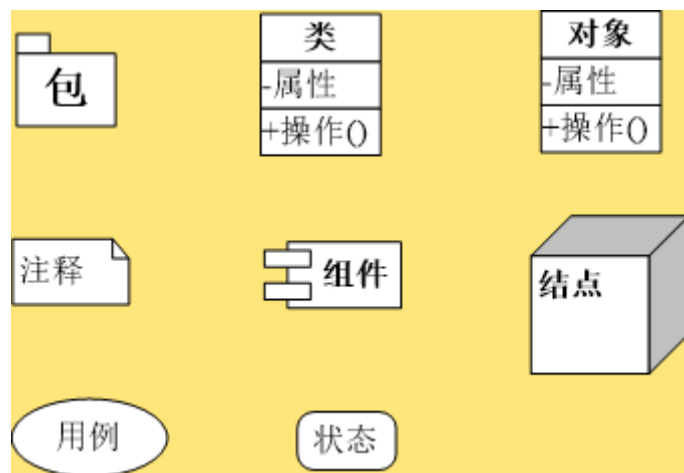 包
类
-属性
+操作()
对象
-属性
+操作()
注释
组件
结点
用例
状态